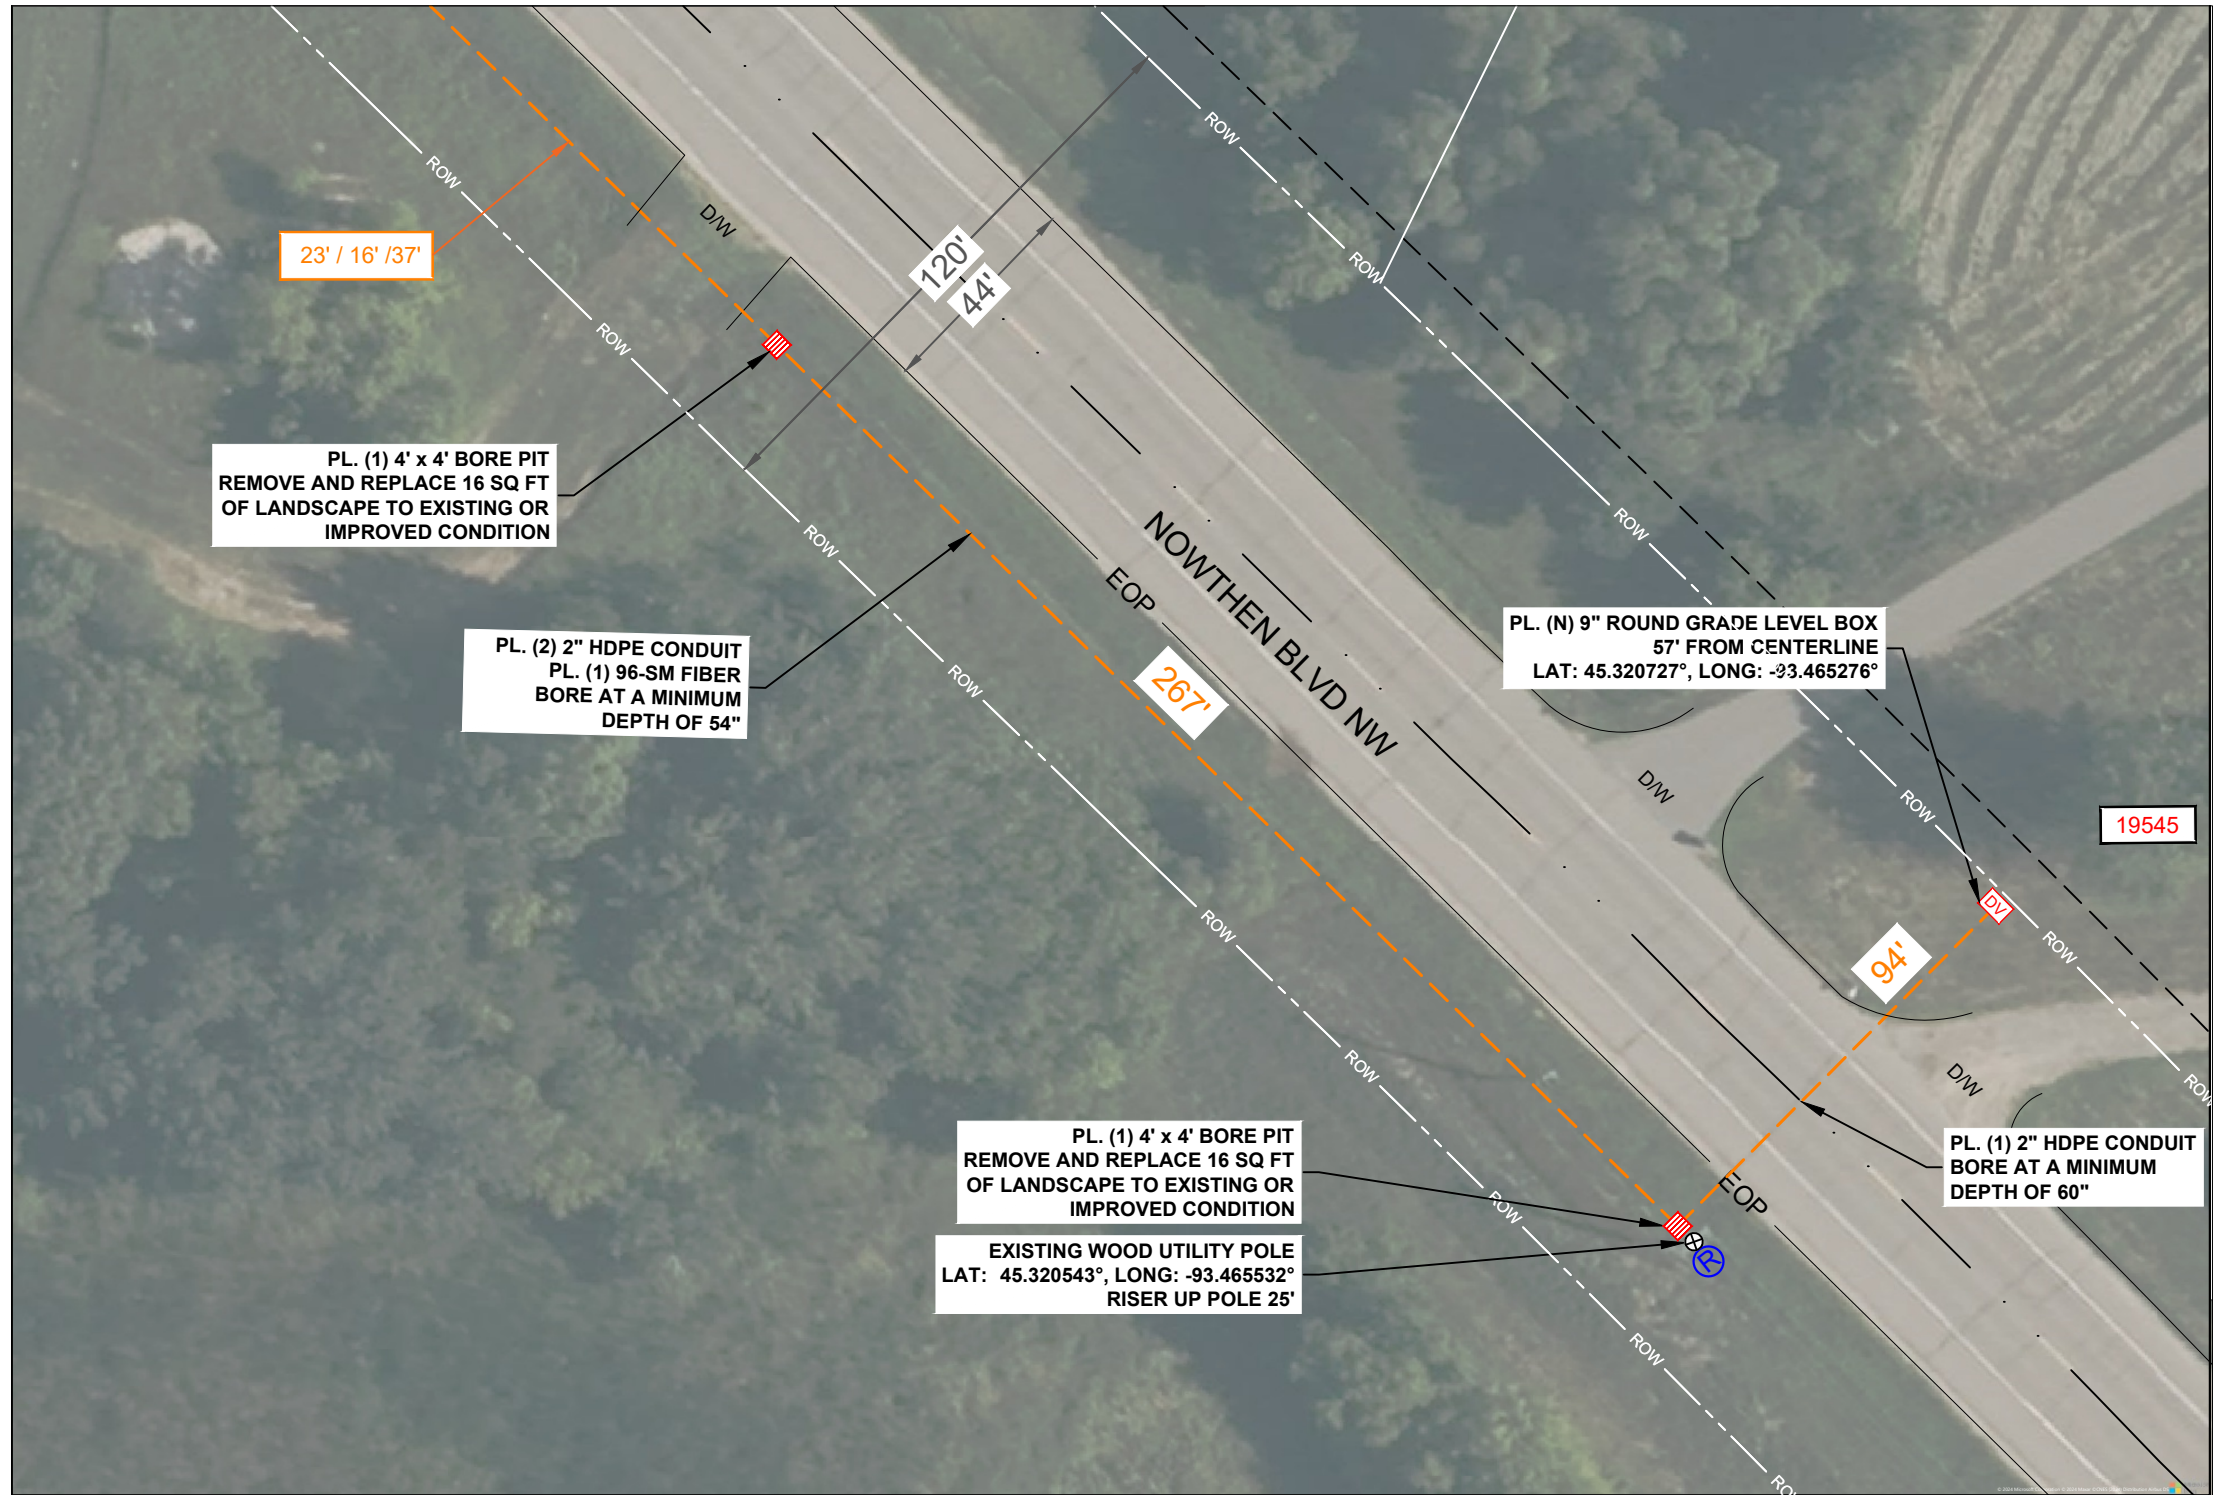 ROW
ROW
ROW
D/W
23' / 16' /37'
120'
44'
ROW
ROW
PL. (1) 4' x 4' BORE PIT
REMOVE AND REPLACE 16 SQ FT
OF LANDSCAPE TO EXISTING OR
IMPROVED CONDITION
ROW
ROW
NOWTHEN BLVD NW
EOP
PL. (N) 9" ROUND GRADE LEVEL BOX
57' FROM CENTERLINE
LAT: 45.320727°, LONG: -93.465276°
PL. (2) 2" HDPE CONDUIT
PL. (1) 96-SM FIBER
BORE AT A MINIMUM
DEPTH OF 54"
ROW
267'
D/W
ROW
19545
ROW
DV
ROW
94'
ROW
D/W
ROW
PL. (1) 4' x 4' BORE PIT
REMOVE AND REPLACE 16 SQ FT
OF LANDSCAPE TO EXISTING OR
IMPROVED CONDITION
PL. (1) 2" HDPE CONDUIT
BORE AT A MINIMUM
DEPTH OF 60"
EOP
ROW
EXISTING WOOD UTILITY POLE
LAT: 45.320543°, LONG: -93.465532°
RISER UP POLE 25'
R
ROW